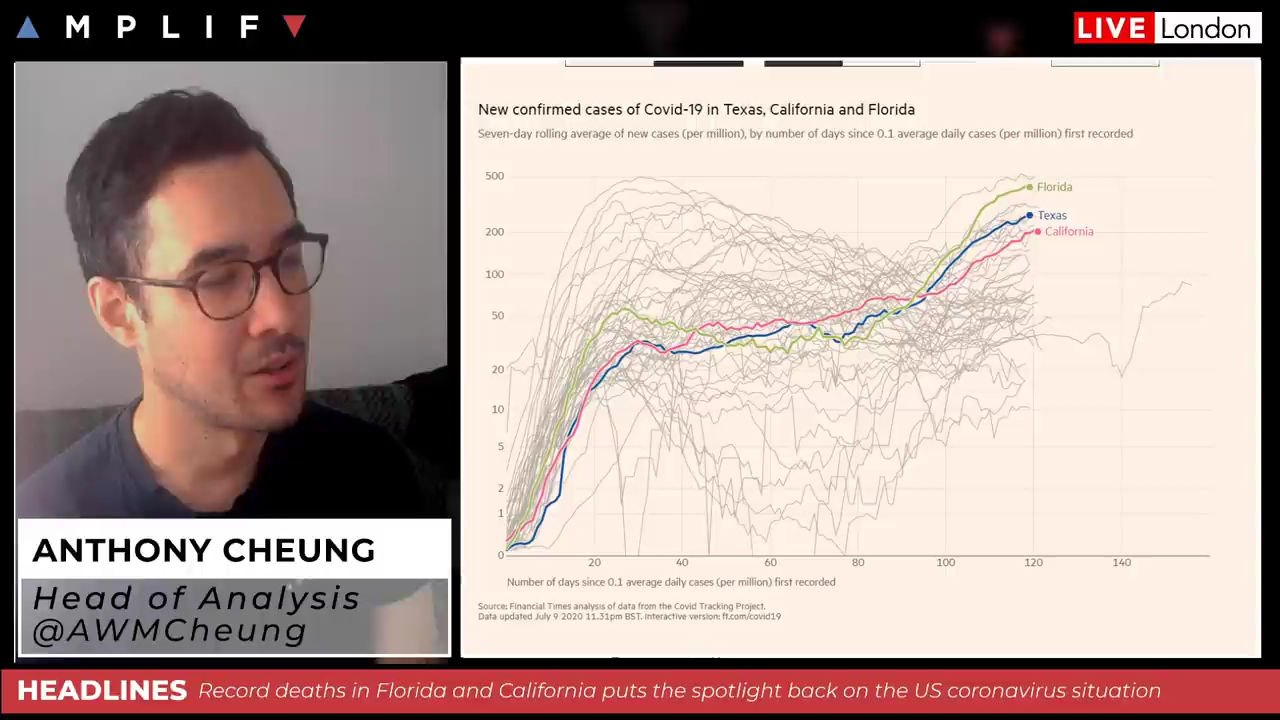 AMPLIFY
LIVE London
New confirmed cases of Covid-19 in Texas, California and Florida
Seven-day rolling average of new cases (per million), by number of days since 0.1 average daily cases (per million) first recorded
500
200
100
50
20
10
5
2
1
0
Florida
Texas
California
20 40 60 80 100 120 140
Number of days since 0.1 average daily cases (per million) first recorded
Source: Financial Times analysis of data from the Covid Tracking Project.
Data updated July 9 2020 11.31pm BST. Interactive version: ft.com/covid19
ANTHONY CHEUNG
Head of Analysis
@AWMCheung
HEADLINES Record deaths in Florida and California puts the spotlight back on the US coronavirus situation